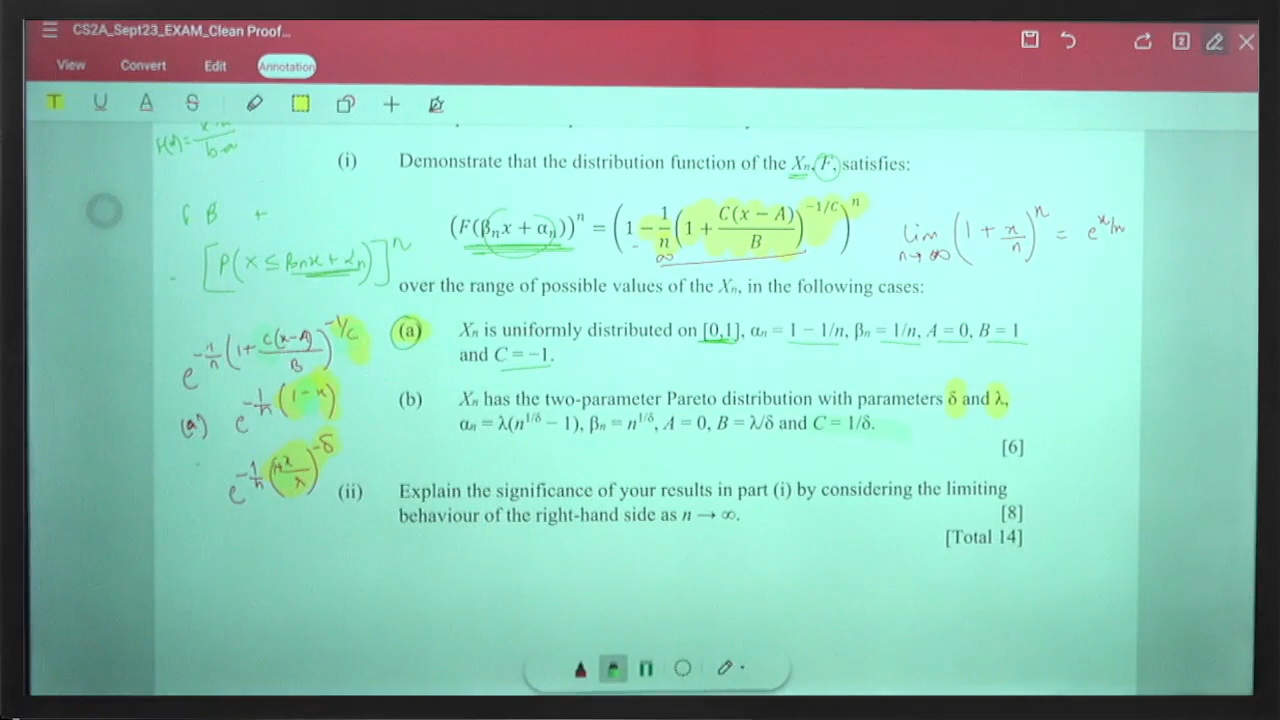 CS2A_Sept23_EXAM_Clean Proof...
View Convert Edit Annotation
(i) Demonstrate that the distribution function of the Xₙ, F, satisfies:
(F(βₙx + αₙ))ⁿ = (1 − 1/n (1 + C(x − A)/B)^(−1/C))ⁿ
∞
lim n→∞ (1 + x/n)ⁿ = e^(x/n)
[P(X ≤ βₙx + αₙ)]ⁿ
over the range of possible values of the Xₙ, in the following cases:
(a) Xₙ is uniformly distributed on [0,1], αₙ = 1 − 1/n, βₙ = 1/n, A = 0, B = 1
and C = −1.
e^(−1/n (1 + C(x−A)/B)^(−1/C))
(b) Xₙ has the two-parameter Pareto distribution with parameters δ and λ,
αₙ = λ(n^(1/δ) − 1), βₙ = n^(1/δ), A = 0, B = λ/δ and C = 1/δ.
[6]
(a) e^(−1/n (1−x))
(ii) Explain the significance of your results in part (i) by considering the limiting
behaviour of the right-hand side as n → ∞.
[8]
[Total 14]